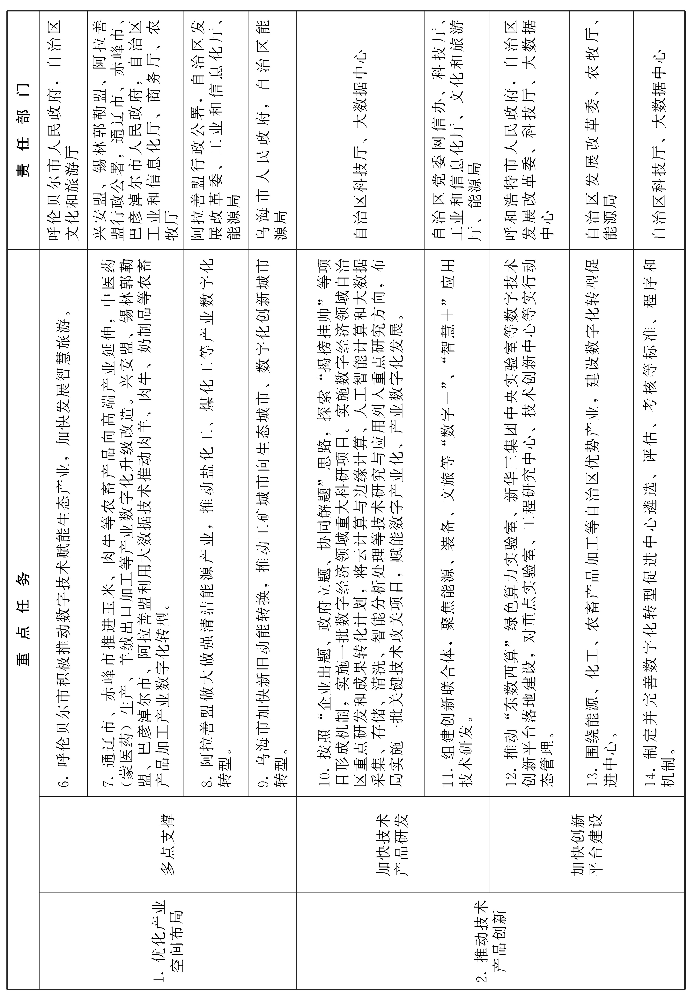 重 点 任 务
责 任 部 门
1. 优化产业
空间布局
多点支撑
6. 呼伦贝尔市积极推动数字技术赋能生态产业，加快发展智慧旅游。
呼伦贝尔市人民政府，自治区
文化和旅游厅
7. 通辽市、赤峰市推进玉米、肉牛等农畜产品向高端产业延伸，中医药
（蒙医药）生产、羊绒出口加工等产业数字化升级改造。兴安盟、锡林郭勒
盟、巴彦淖尔市、阿拉善盟利用大数据技术推动肉羊、肉牛、奶制品等农畜
产品加工产业数字化转型。
兴安盟、锡林郭勒盟、阿拉善
盟行政公署，通辽市、赤峰市、
巴彦淖尔市人民政府，自治区
工业和信息化厅、商务厅、农
牧厅
8. 阿拉善盟做大做强清洁能源产业，推动盐化工、煤化工等产业数字化
转型。
阿拉善盟行政公署，自治区发
展改革委、工业和信息化厅、
能源局
9. 乌海市加快新旧动能转换，推动工矿城市向生态城市、数字化创新城市
转型。
乌海市人民政府，自治区能
源局
2. 推动技术
产品创新
加快技术
产品研发
10. 按照“企业出题、政府立题、协同解题”思路，探索“揭榜挂帅”等项
目形成机制，实施一批数字经济领域重大科研项目。实施数字经济领域自治
区重点研发和成果转化计划，将云计算与边缘计算、人工智能计算和大数据
采集、存储、清洗、智能分析处理等技术研究与应用列入重点研究方向，布
局实施一批关键技术攻关项目，赋能数字产业化、产业数字化发展。
自治区科技厅、大数据中心
11. 组建创新联合体，聚焦能源、装备、文旅等“数字＋”、“智慧＋”应用
技术研发。
自治区党委网信办、科技厅、
工业和信息化厅、文化和旅游
厅、能源局
加快创新
平台建设
12. 推动“东数西算”绿色算力实验室、新华三集团中央实验室等数字技术
创新平台落地建设，对重点实验室、工程研究中心、技术创新中心等实行动
态管理。
呼和浩特市人民政府，自治区
发展改革委、科技厅、大数据
中心
13. 围绕能源、化工、农畜产品加工等自治区优势产业，建设数字化转型促
进中心。
自治区发展改革委、农牧厅、
能源局
14. 制定并完善数字化转型促进中心遴选、评估、考核等标准、程序和
机制。
自治区科技厅、大数据中心